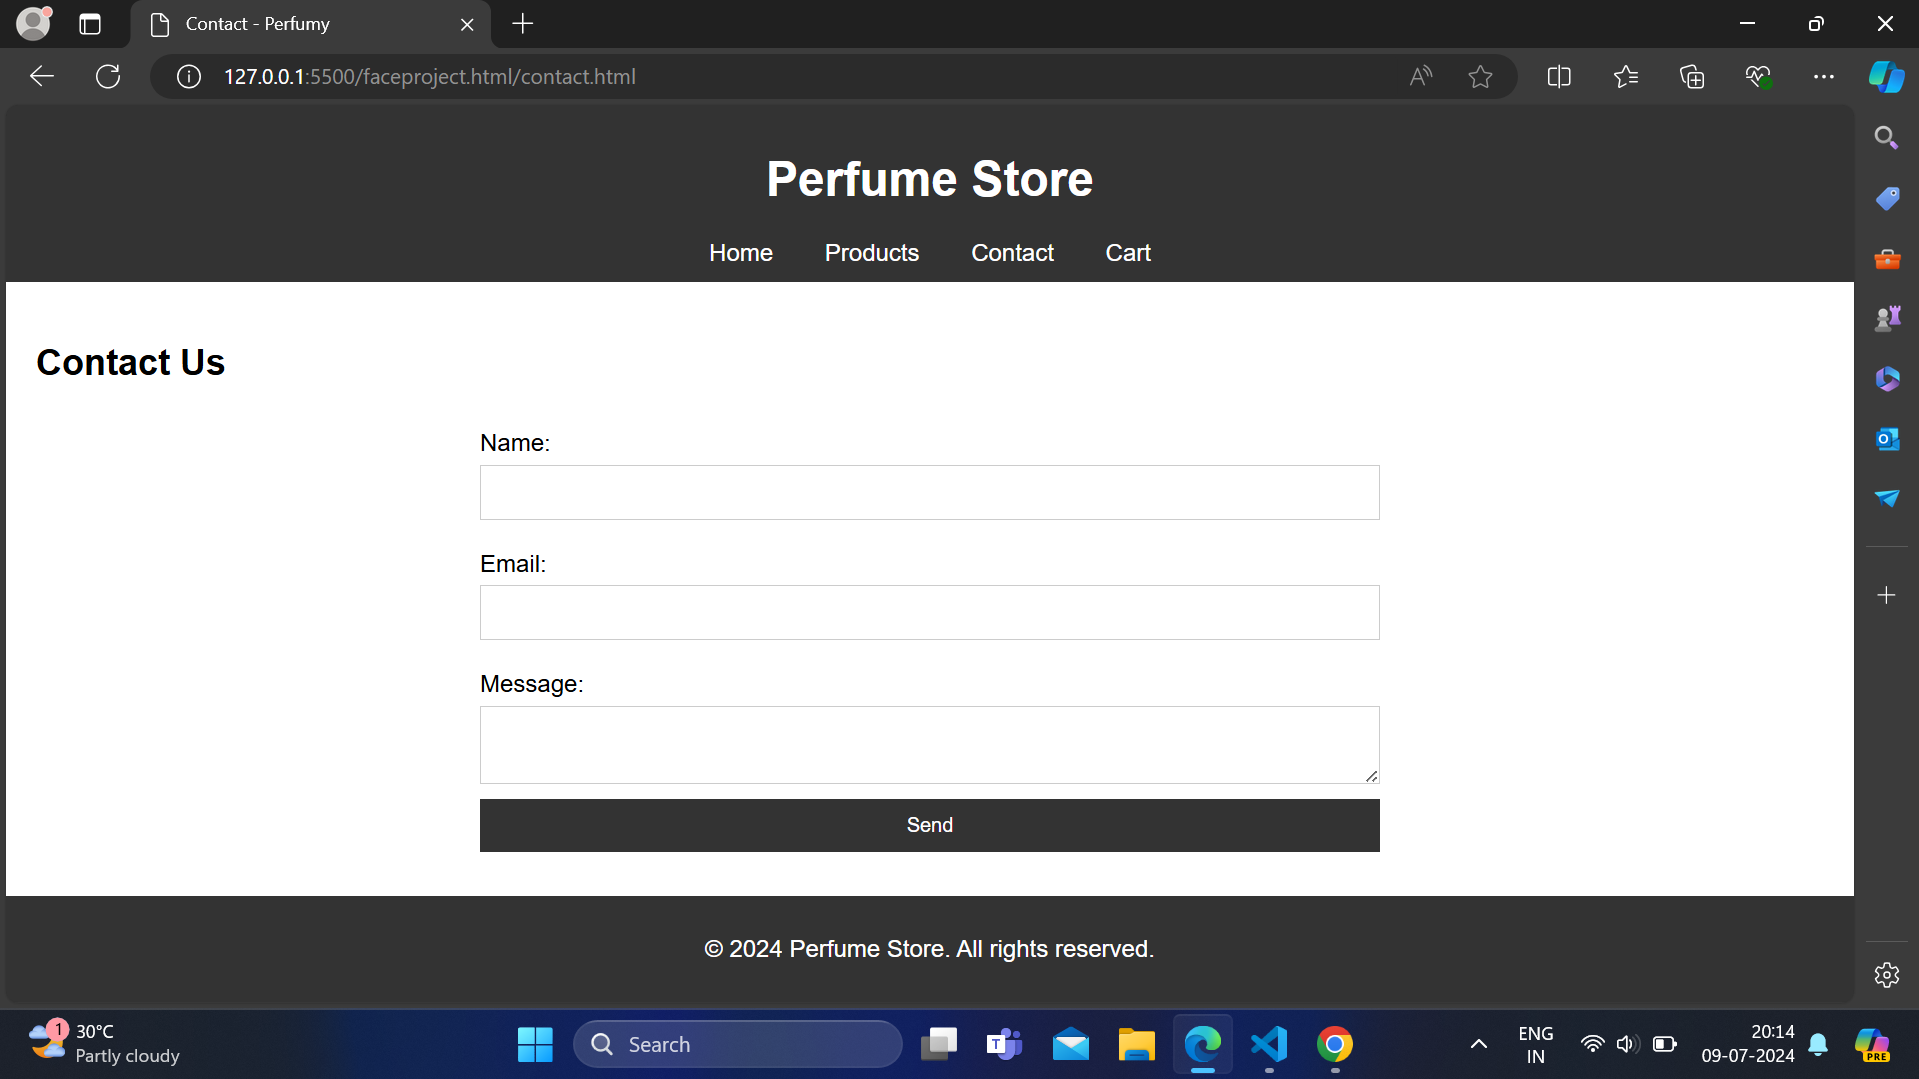 Contact - Perfumy
127.0.0.1:5500/faceproject.html/contact.html
Perfume Store
Home Products Contact Cart
Contact Us
Name:
Email:
Message:
Send
© 2024 Perfume Store. All rights reserved.
1
30°C
Partly cloudy
Search
T
O
ENG
IN
20:14
09-07-2024
PRE